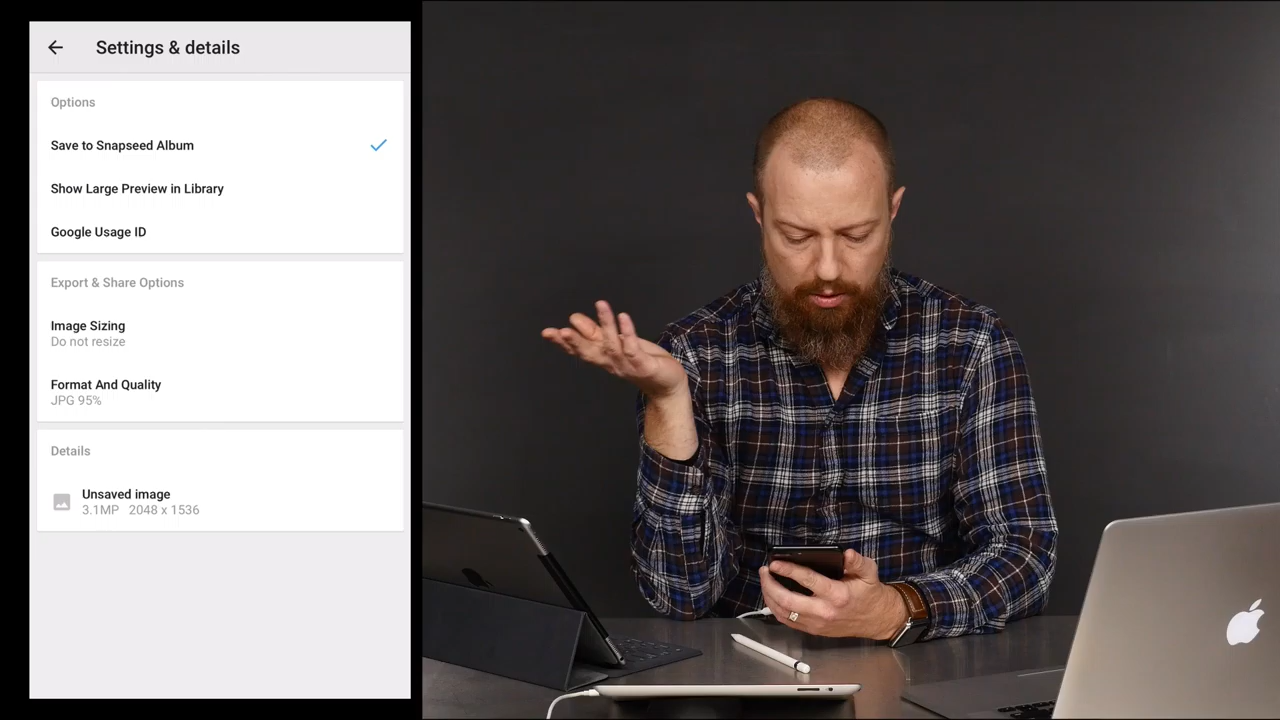 Settings & details
Options
Save to Snapseed Album
Show Large Preview in Library
Google Usage ID
Export & Share Options
Image Sizing
Do not resize
Format And Quality
JPG 95%
Details
Unsaved image
3.1MP 2048 x 1536